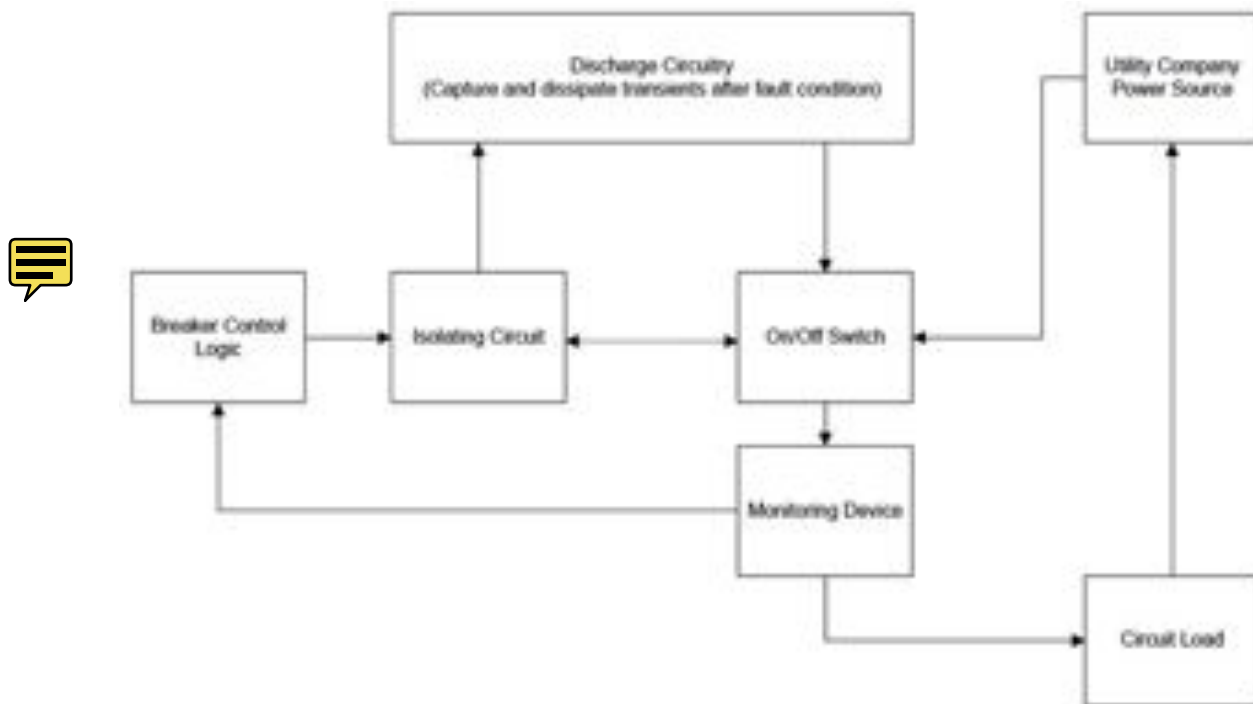 Discharge Circuitry
(Capture and dissipate transients after fault condition)
Utility Company
Power Source
Breaker Control
Logic
Isolating Circuit
On/Off Switch
Monitoring Device
Circuit Load